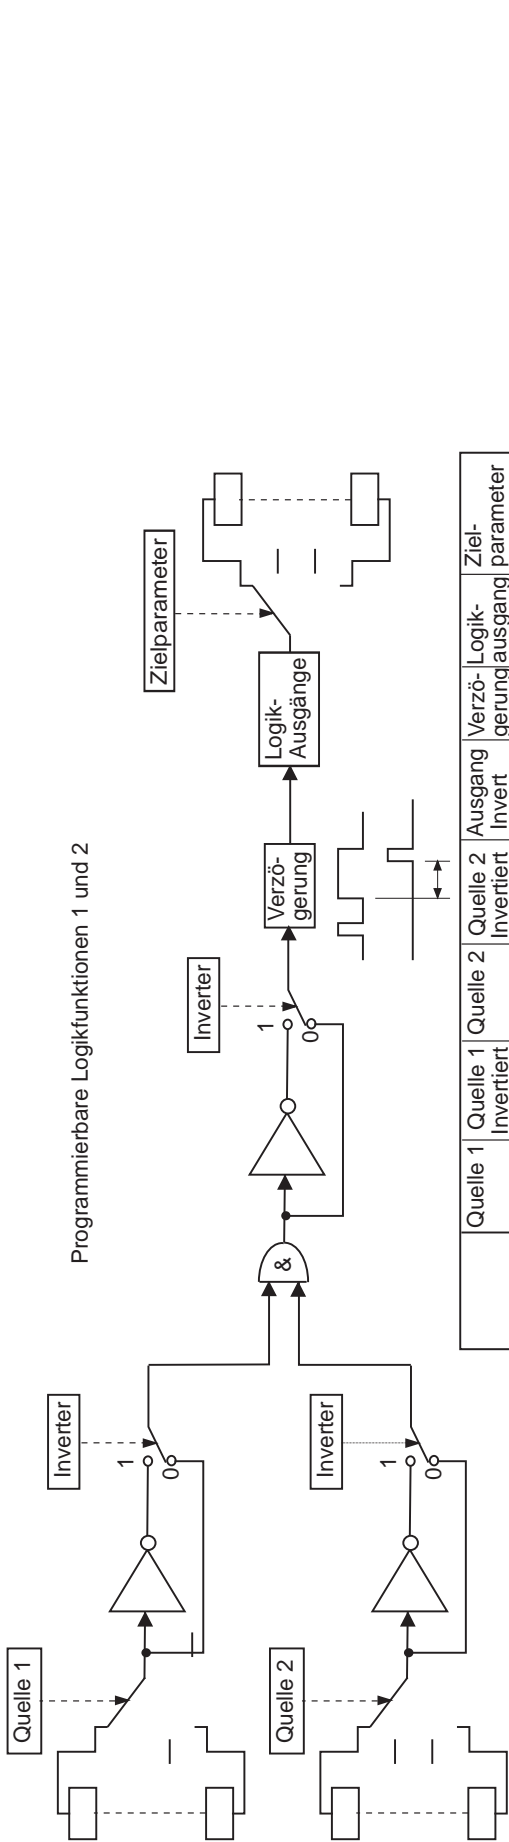 Programmierbare Logikfunktionen 1 und 2
Quelle 1
Inverter
1
0
Quelle 2
Inverter
1
0
&
Inverter
1
0
Verzö-
gerung
Logik-
Ausgänge
Zielparameter
Quelle 1
Quelle 1
Invertiert
Quelle 2
Quelle 2
Invertiert
Ausgang
Invert
Verzö-
gerung
Logik-
ausgang
Ziel-
parameter